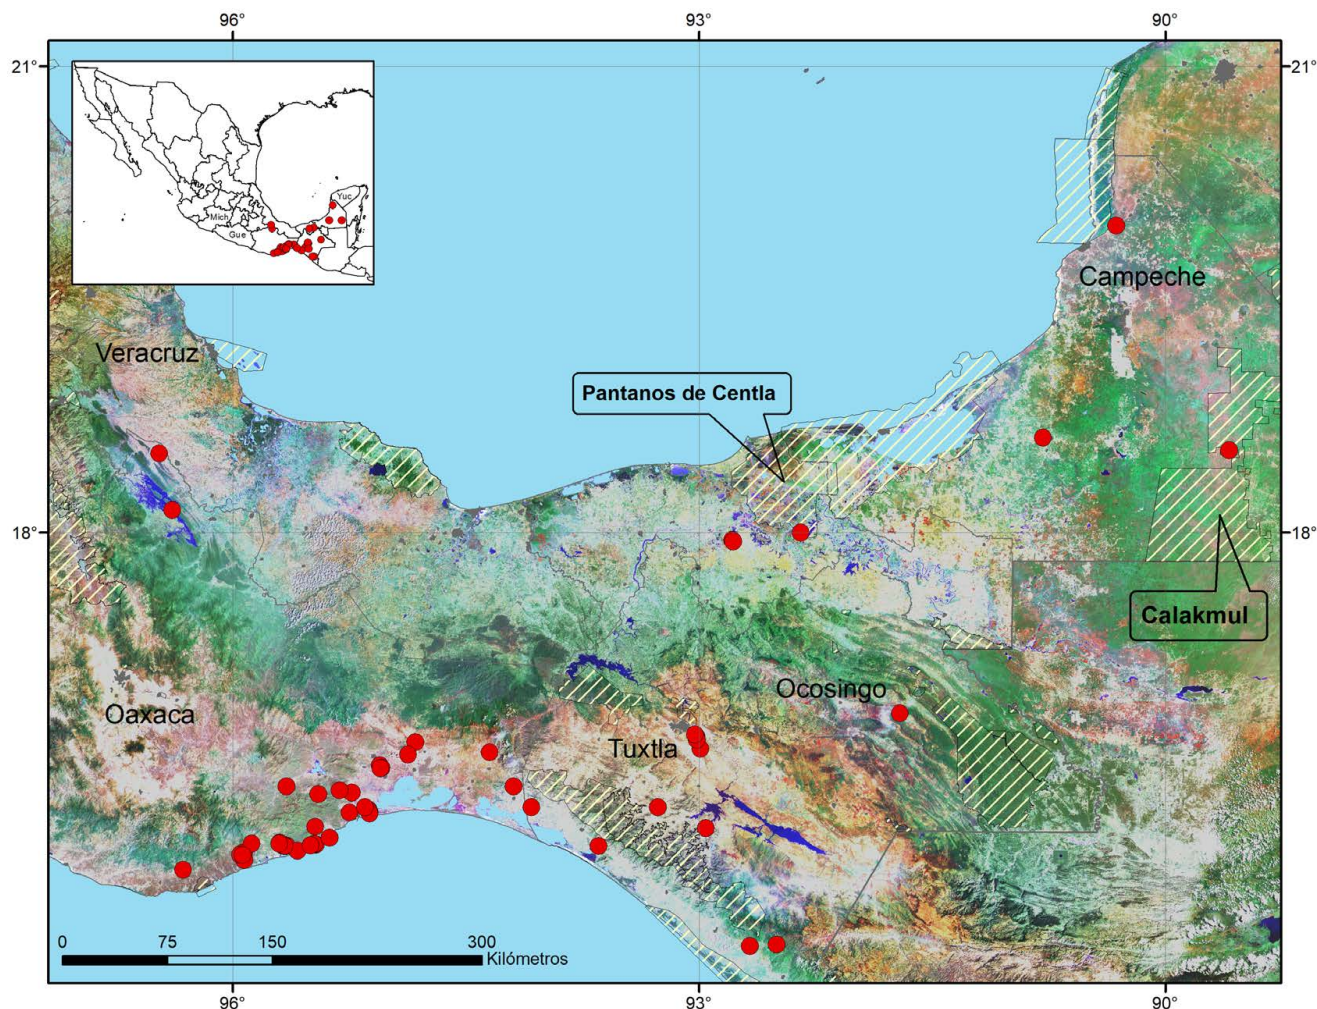 96°
93°
90°
21°
21°
Yuc
Mich
Gue
Campeche
Veracruz
Pantanos de Centla
18°
18°
Calakmul
Ocosingo
Oaxaca
Tuxtla
0 75 150 300
Kilómetros
96°
93°
90°